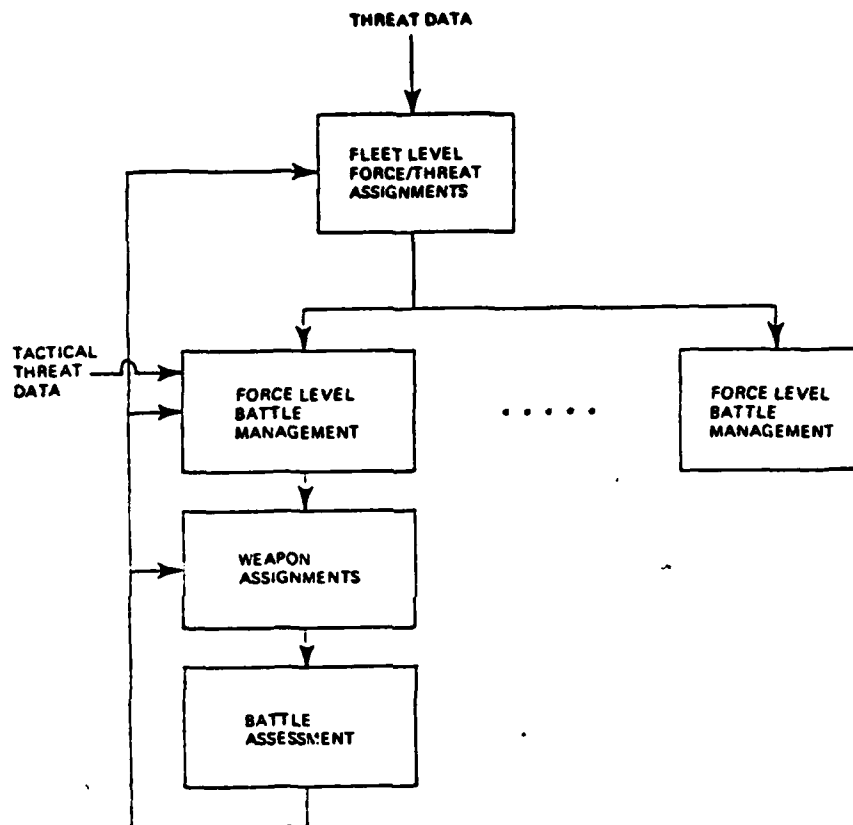 THREAT DATA
FLEET LEVEL
FORCE/THREAT
ASSIGNMENTS
TACTICAL
THREAT
DATA
FORCE LEVEL
BATTLE
MANAGEMENT
. . . . .
FORCE LEVEL
BATTLE
MANAGEMENT
WEAPON
ASSIGNMENTS
BATTLE
ASSESSMENT